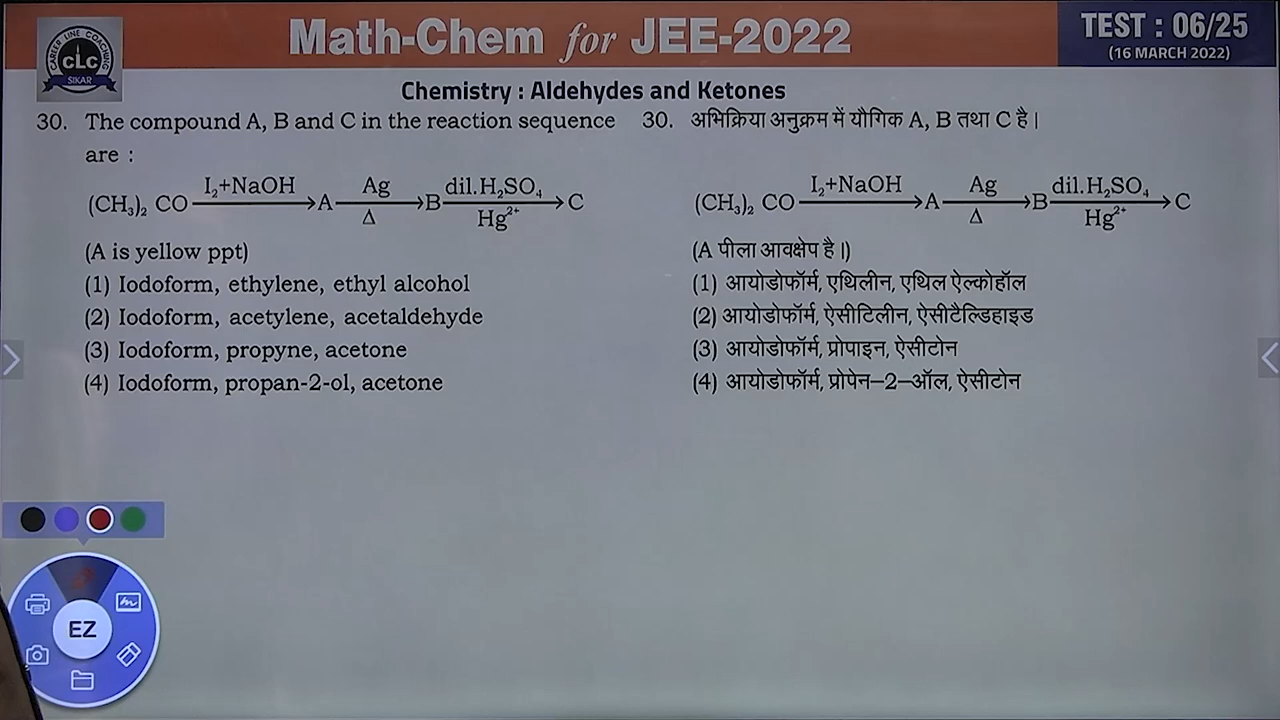 CAREER LINE COACHING
CLC
SIKAR
Math-Chem for JEE-2022
TEST : 06/25
(16 MARCH 2022)
Chemistry : Aldehydes and Ketones
30. The compound A, B and C in the reaction sequence
are :
(CH₃)₂ CO —I₂+NaOH→ A —Ag/Δ→ B —dil.H₂SO₄/Hg²⁺→ C
(A is yellow ppt)
(1) Iodoform, ethylene, ethyl alcohol
(2) Iodoform, acetylene, acetaldehyde
(3) Iodoform, propyne, acetone
(4) Iodoform, propan-2-ol, acetone
30. अभिक्रिया अनुक्रम में यौगिक A, B तथा C है।
(CH₃)₂ CO —I₂+NaOH→ A —Ag/Δ→ B —dil.H₂SO₄/Hg²⁺→ C
(A पीला आवक्षेप है।)
(1) आयोडोफॉर्म, एथिलीन, एथिल ऐल्कोहॉल
(2) आयोडोफॉर्म, ऐसीटिलीन, ऐसीटैल्डिहाइड
(3) आयोडोफॉर्म, प्रोपाइन, ऐसीटोन
(4) आयोडोफॉर्म, प्रोपेन–2–ऑल, ऐसीटोन
EZ